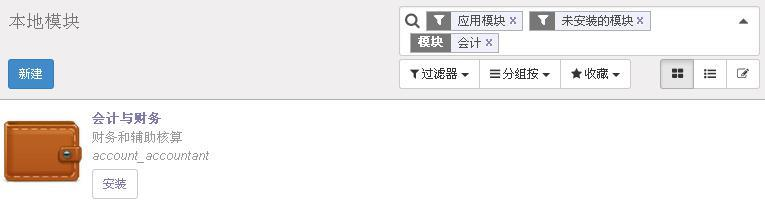 本地模块
应用模块 x 未安装的模块 x
模块 会计 x
新建
过滤器 分组按 收藏
会计与财务
财务和辅助核算
account_accountant
安装